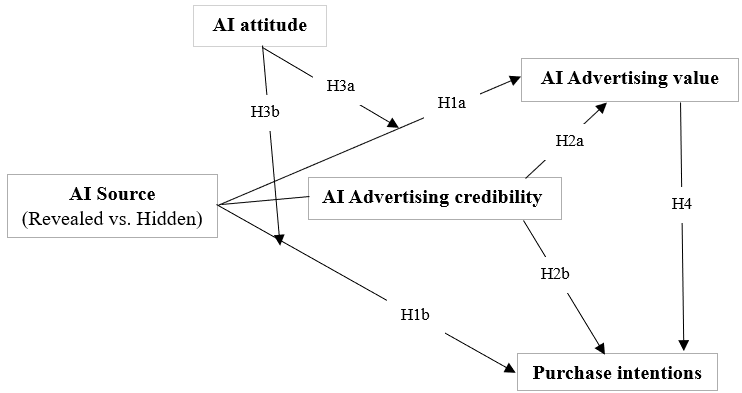 AI attitude
AI Advertising value
H3a
H1a
H3b
H2a
AI Source
(Revealed vs. Hidden)
AI Advertising credibility
H4
H2b
H1b
Purchase intentions